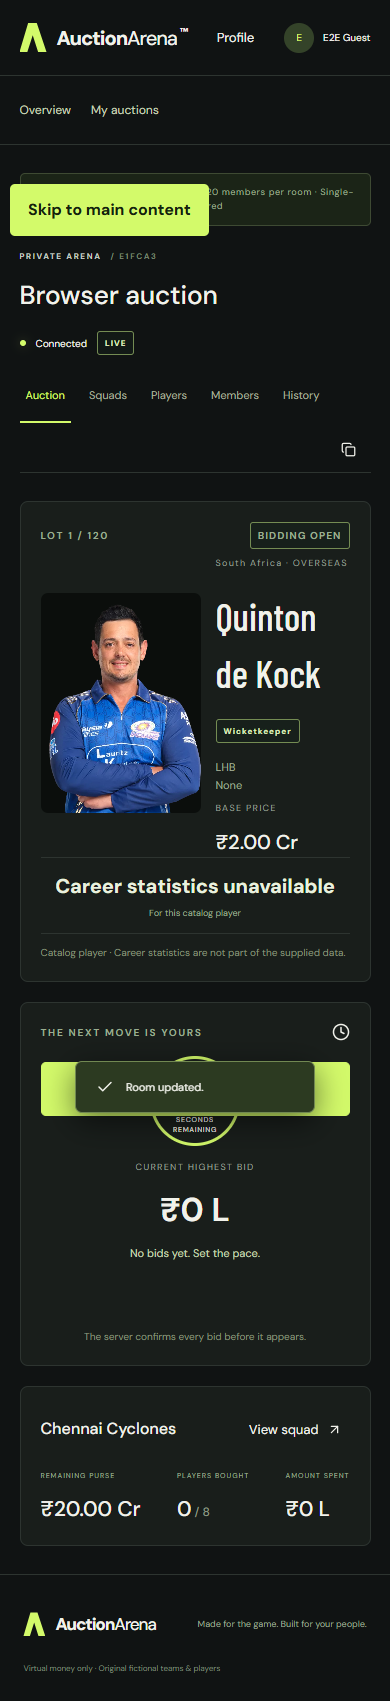 AuctionArena™
Profile
E
E2E Guest
Overview
My auctions
20 members per room · Single-
Skip to main content
PRIVATE ARENA / E1FCA3
Browser auction
Connected
LIVE
Auction
Squads
Players
Members
History
LOT 1 / 120
BIDDING OPEN
South Africa · OVERSEAS
Quinton
de Kock
Wicketkeeper
LHB
None
BASE PRICE
₹2.00 Cr
Career statistics unavailable
For this catalog player
Catalog player · Career statistics are not part of the supplied data.
THE NEXT MOVE IS YOURS
Room updated.
SECONDS
REMAINING
CURRENT HIGHEST BID
₹0 L
No bids yet. Set the pace.
The server confirms every bid before it appears.
Chennai Cyclones
View squad
REMAINING PURSE
PLAYERS BOUGHT
AMOUNT SPENT
₹20.00 Cr
0 / 8
₹0 L
AuctionArena
Made for the game. Built for your people.
Virtual money only · Original fictional teams & players